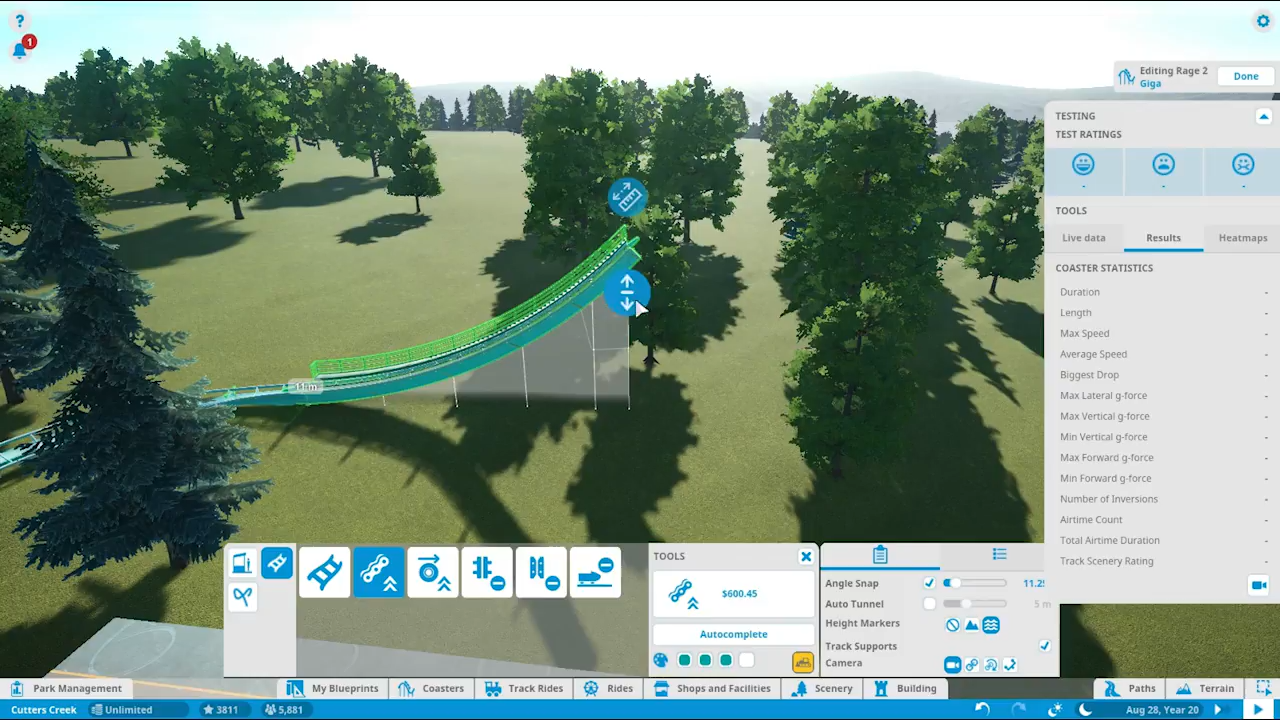 ?
1
Editing Rage 2
Giga
Done
TESTING
TEST RATINGS
-
-
-
TOOLS
Live data
Results
Heatmaps
COASTER STATISTICS
Duration -
Length -
Max Speed -
Average Speed -
Biggest Drop -
Max Lateral g-force -
Max Vertical g-force -
Min Vertical g-force -
Max Forward g-force -
Min Forward g-force -
Number of Inversions -
Airtime Count -
Total Airtime Duration -
Track Scenery Rating -
11 m
TOOLS
$600.45
Autocomplete
Angle Snap 11.25
Auto Tunnel 5 m
Height Markers
Track Supports
Camera
Park Management
My Blueprints
Coasters
Track Rides
Rides
Shops and Facilities
Scenery
Building
Paths
Terrain
Cutters Creek
Unlimited
3811
5,881
Aug 28, Year 20